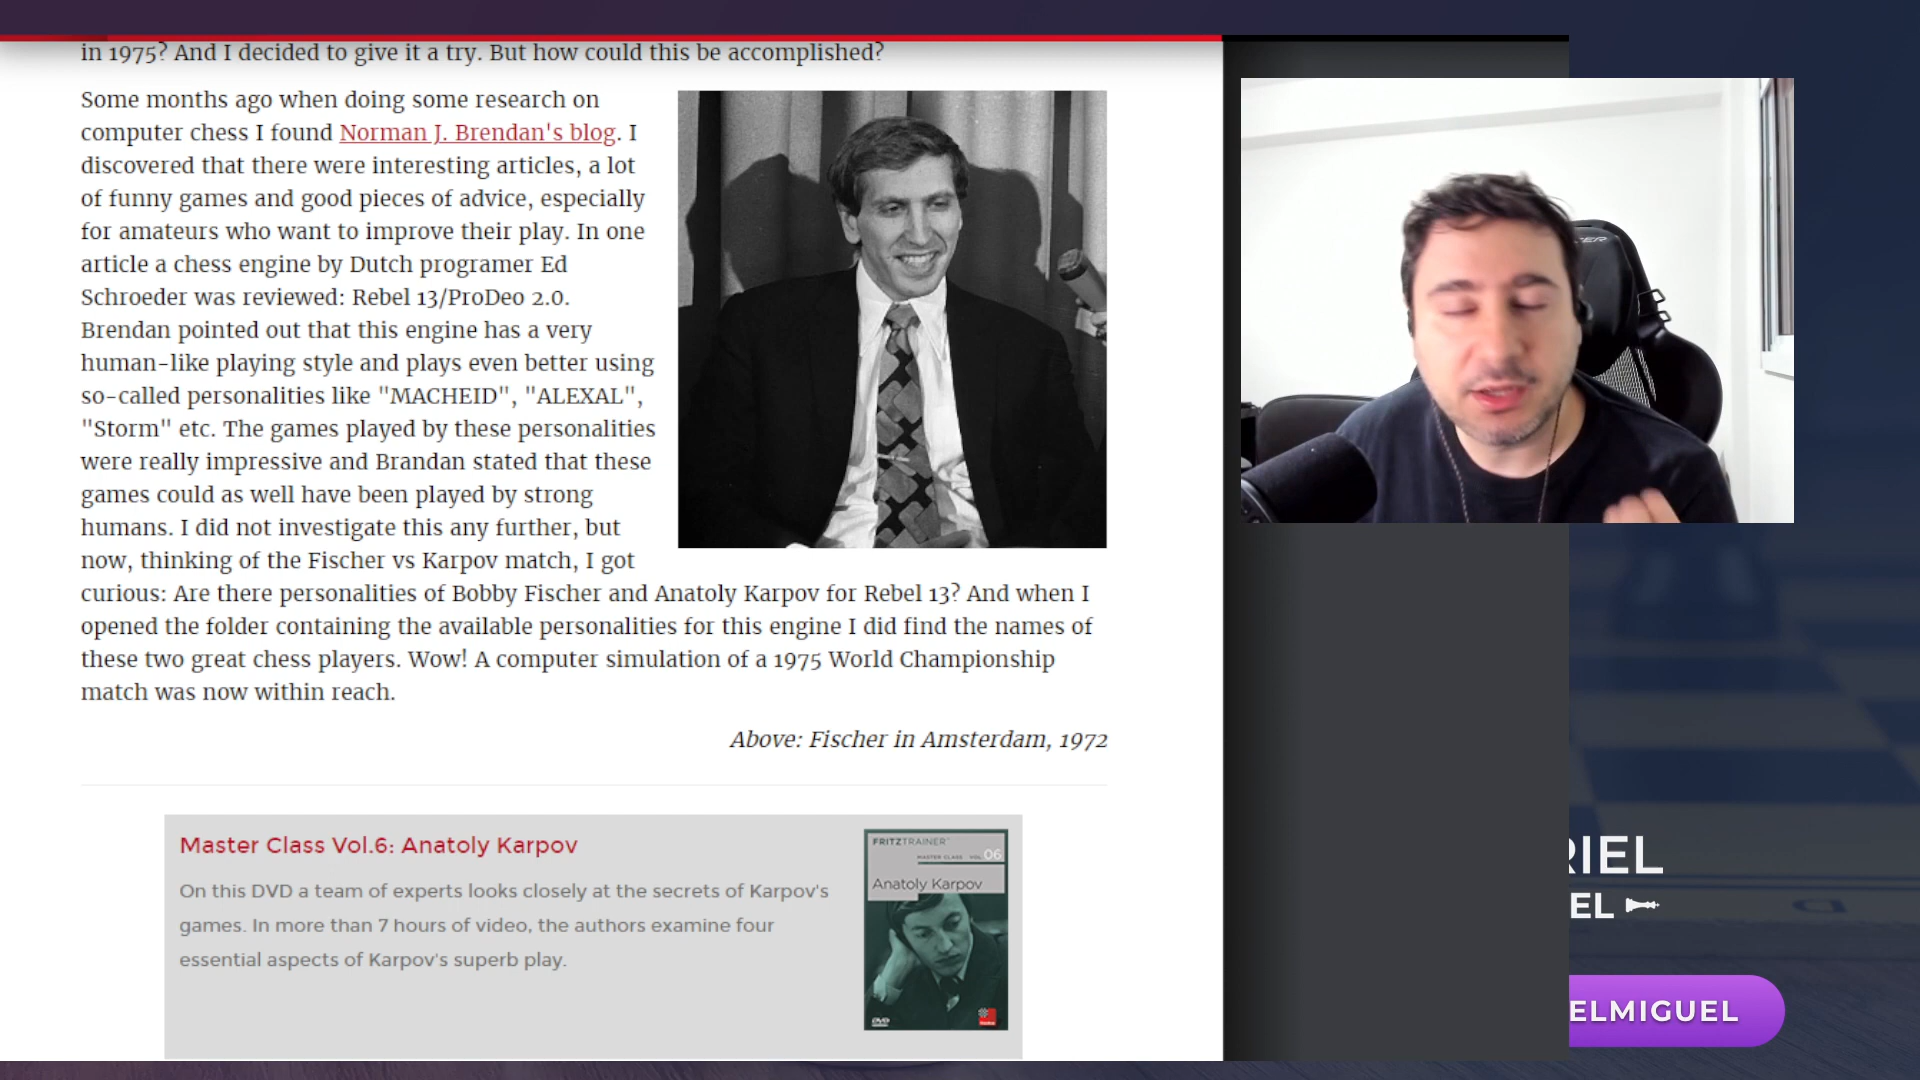 in 1975? And I decided to give it a try. But how could this be accomplished?
Some months ago when doing some research on
computer chess I found Norman J. Brendan's blog. I
discovered that there were interesting articles, a lot
of funny games and good pieces of advice, especially
for amateurs who want to improve their play. In one
article a chess engine by Dutch programer Ed
Schroeder was reviewed: Rebel 13/ProDeo 2.0.
Brendan pointed out that this engine has a very
human-like playing style and plays even better using
so-called personalities like "MACHEID", "ALEXAL",
"Storm" etc. The games played by these personalities
were really impressive and Brandan stated that these
games could as well have been played by strong
humans. I did not investigate this any further, but
now, thinking of the Fischer vs Karpov match, I got
curious: Are there personalities of Bobby Fischer and Anatoly Karpov for Rebel 13? And when I
opened the folder containing the available personalities for this engine I did find the names of
these two great chess players. Wow! A computer simulation of a 1975 World Championship
match was now within reach.
Above: Fischer in Amsterdam, 1972
Master Class Vol.6: Anatoly Karpov
On this DVD a team of experts looks closely at the secrets of Karpov's
games. In more than 7 hours of video, the authors examine four
essential aspects of Karpov's superb play.
FRITZTRAINER
MASTER CLASS VOL. 06
Anatoly Karpov
DVD
RIEL
EL
ELMIGUEL